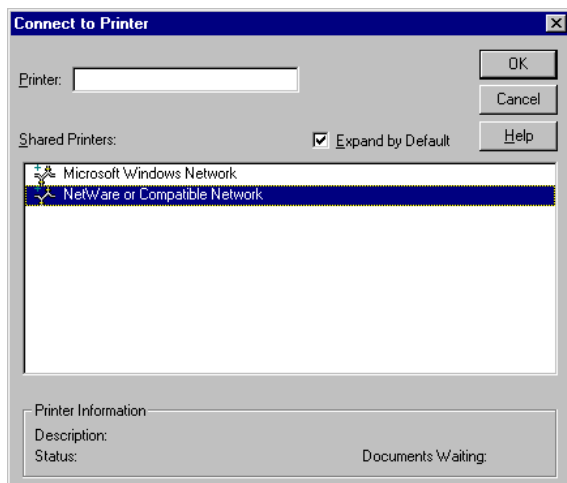 Connect to Printer
Printer:
OK
Cancel
Help
Shared Printers:
Expand by Default
Microsoft Windows Network
NetWare or Compatible Network
Printer Information
Description:
Status:
Documents Waiting: